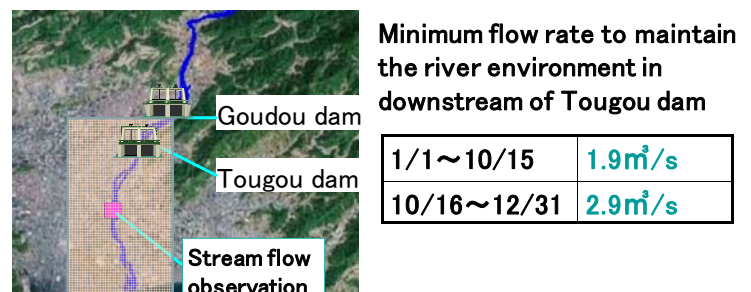 Minimum flow rate to maintain
the river environment in
downstream of Tougou dam
Goudou dam
Tougou dam
Stream flow
observation
1/1～10/15 1.9㎥/s
10/16～12/31 2.9㎥/s